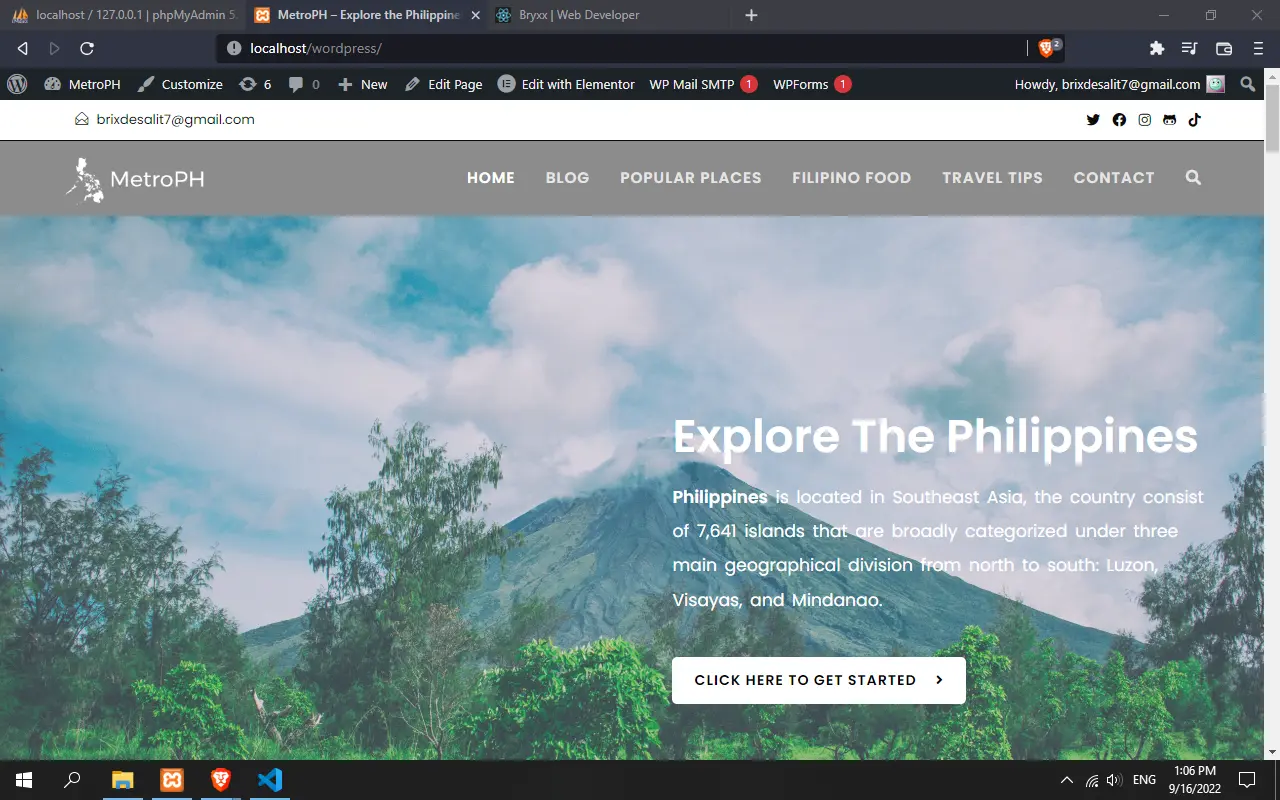 localhost / 127.0.0.1 | phpMyAdmin 5.
MetroPH – Explore the Philippine
Bryxx | Web Developer
localhost/wordpress/
2
MetroPH
Customize
6
0
New
Edit Page
Edit with Elementor
WP Mail SMTP 1
WPForms 1
Howdy, brixdesalit7@gmail.com
brixdesalit7@gmail.com
MetroPH
HOME
BLOG
POPULAR PLACES
FILIPINO FOOD
TRAVEL TIPS
CONTACT
Explore The Philippines
Philippines is located in Southeast Asia, the country consist
of 7,641 islands that are broadly categorized under three
main geographical division from north to south: Luzon,
Visayas, and Mindanao.
CLICK HERE TO GET STARTED
ENG
1:06 PM
9/16/2022